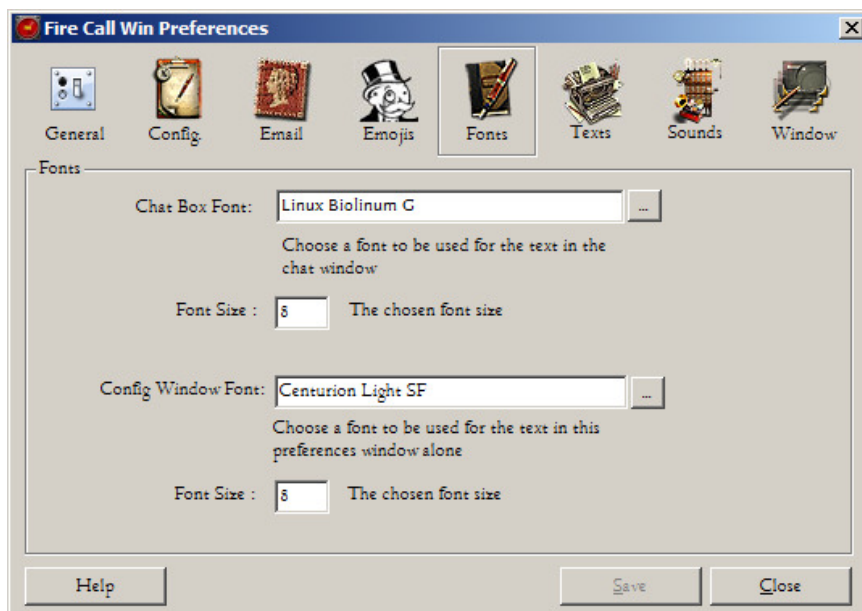 Fire Call Win Preferences
General Config. Email Emojis Fonts Texts Sounds Window
Fonts
Chat Box Font: Linux Biolinum G ...
Choose a font to be used for the text in the
chat window
Font Size : 8 The chosen font size
Config Window Font: Centurion Light SF ...
Choose a font to be used for the text in this
preferences window alone
Font Size : 8 The chosen font size
Help Save Close